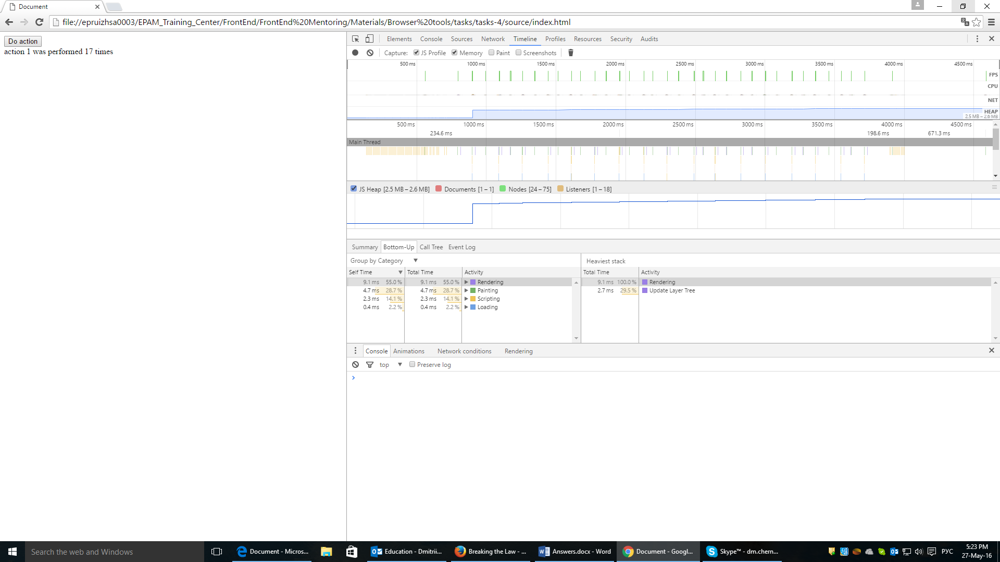 Document
file://epruizhsa0003/EPAM_Training_Center/FrontEnd/FrontEnd%20Mentoring/Materials/Browser%20tools/tasks/tasks-4/source/index.html
Do action
action 1 was performed 17 times
Elements Console Sources Network Timeline Profiles Resources Security Audits
Capture: JS Profile Memory Paint Screenshots
500 ms 1000 ms 1500 ms 2000 ms 2500 ms 3000 ms 3500 ms 4000 ms 4500 ms
FPS
CPU
NET
HEAP
2.5 MB – 2.6 MB
500 ms 1000 ms 1500 ms 2000 ms 2500 ms 3000 ms 3500 ms 4000 ms 4500 ms
234.6 ms 198.6 ms 671.3 ms
Main Thread
JS Heap [2.5 MB – 2.6 MB] Documents [1 – 1] Nodes [24 – 75] Listeners [1 – 18]
Summary Bottom-Up Call Tree Event Log
Group by Category
Heaviest stack
Self Time Total Time Activity
Total Time Activity
9.1 ms 55.0 % 9.1 ms 55.0 % Rendering
9.1 ms 100.0 % Rendering
4.7 ms 28.7 % 4.7 ms 28.7 % Painting
2.7 ms 29.5 % Update Layer Tree
2.3 ms 14.1 % 2.3 ms 14.1 % Scripting
0.4 ms 2.2 % 0.4 ms 2.2 % Loading
Console Animations Network conditions Rendering
top Preserve log
Search the web and Windows
Document - Micros...
Education - Dmitrii...
Breaking the Law - ...
Answers.docx - Word
Document - Googl...
Skype™ - dm.chern...
РУС
5:23 PM
27-May-16